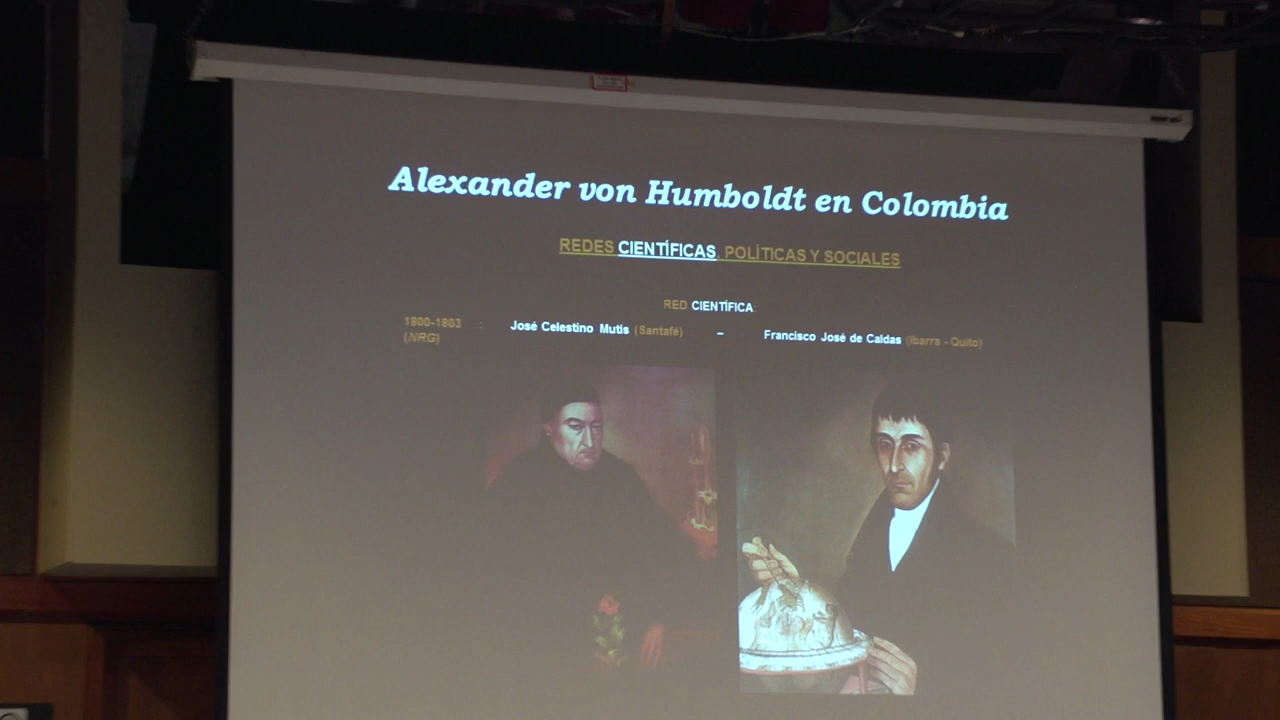 Alexander von Humboldt en Colombia
REDES CIENTÍFICAS, POLÍTICAS Y SOCIALES
RED CIENTÍFICA:
1800-1803 : José Celestino Mutis (Santafé) – Francisco José de Caldas (Ibarra - Quito)
(NRG)